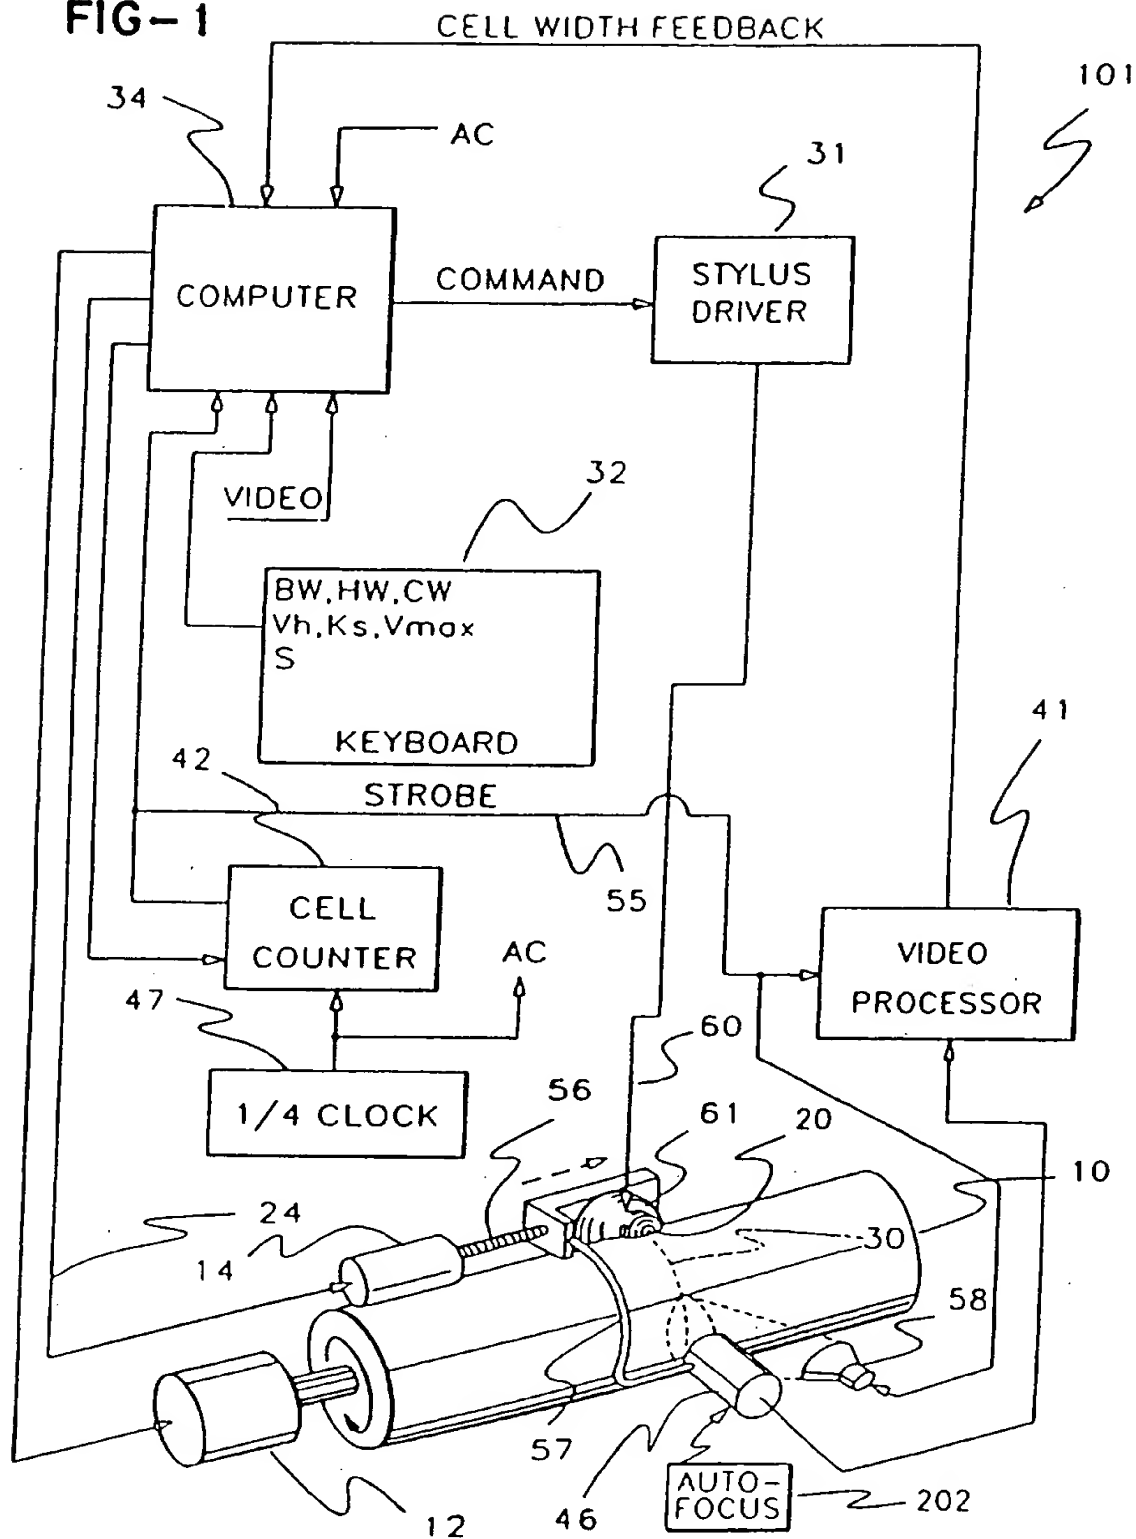 FIG-1
CELL WIDTH FEEDBACK
101
34
AC
31
COMPUTER
COMMAND
STYLUS
DRIVER
VIDEO
32
BW,HW,CW
Vh,Ks,Vmax
S
KEYBOARD
41
42
STROBE
55
CELL
COUNTER
AC
VIDEO
PROCESSOR
47
60
1/4 CLOCK
56
61
20
10
24
14
30
58
57
46
AUTO-
FOCUS
202
12